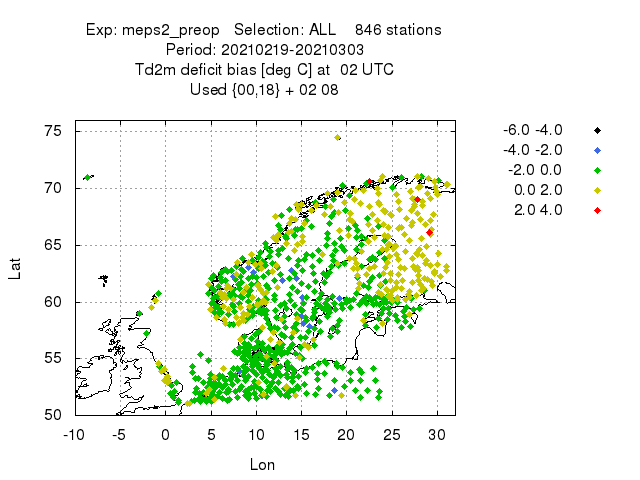 Exp: meps2_preop   Selection: ALL    846 stations
Period: 20210219-20210303
Td2m deficit bias [deg C] at  02 UTC
Used {00,18} + 02 08
-6.0 -4.0
-4.0 -2.0
-2.0 0.0
0.0 2.0
2.0 4.0
75
70
65
60
55
50
Lat
-10 -5 0 5 10 15 20 25 30
Lon